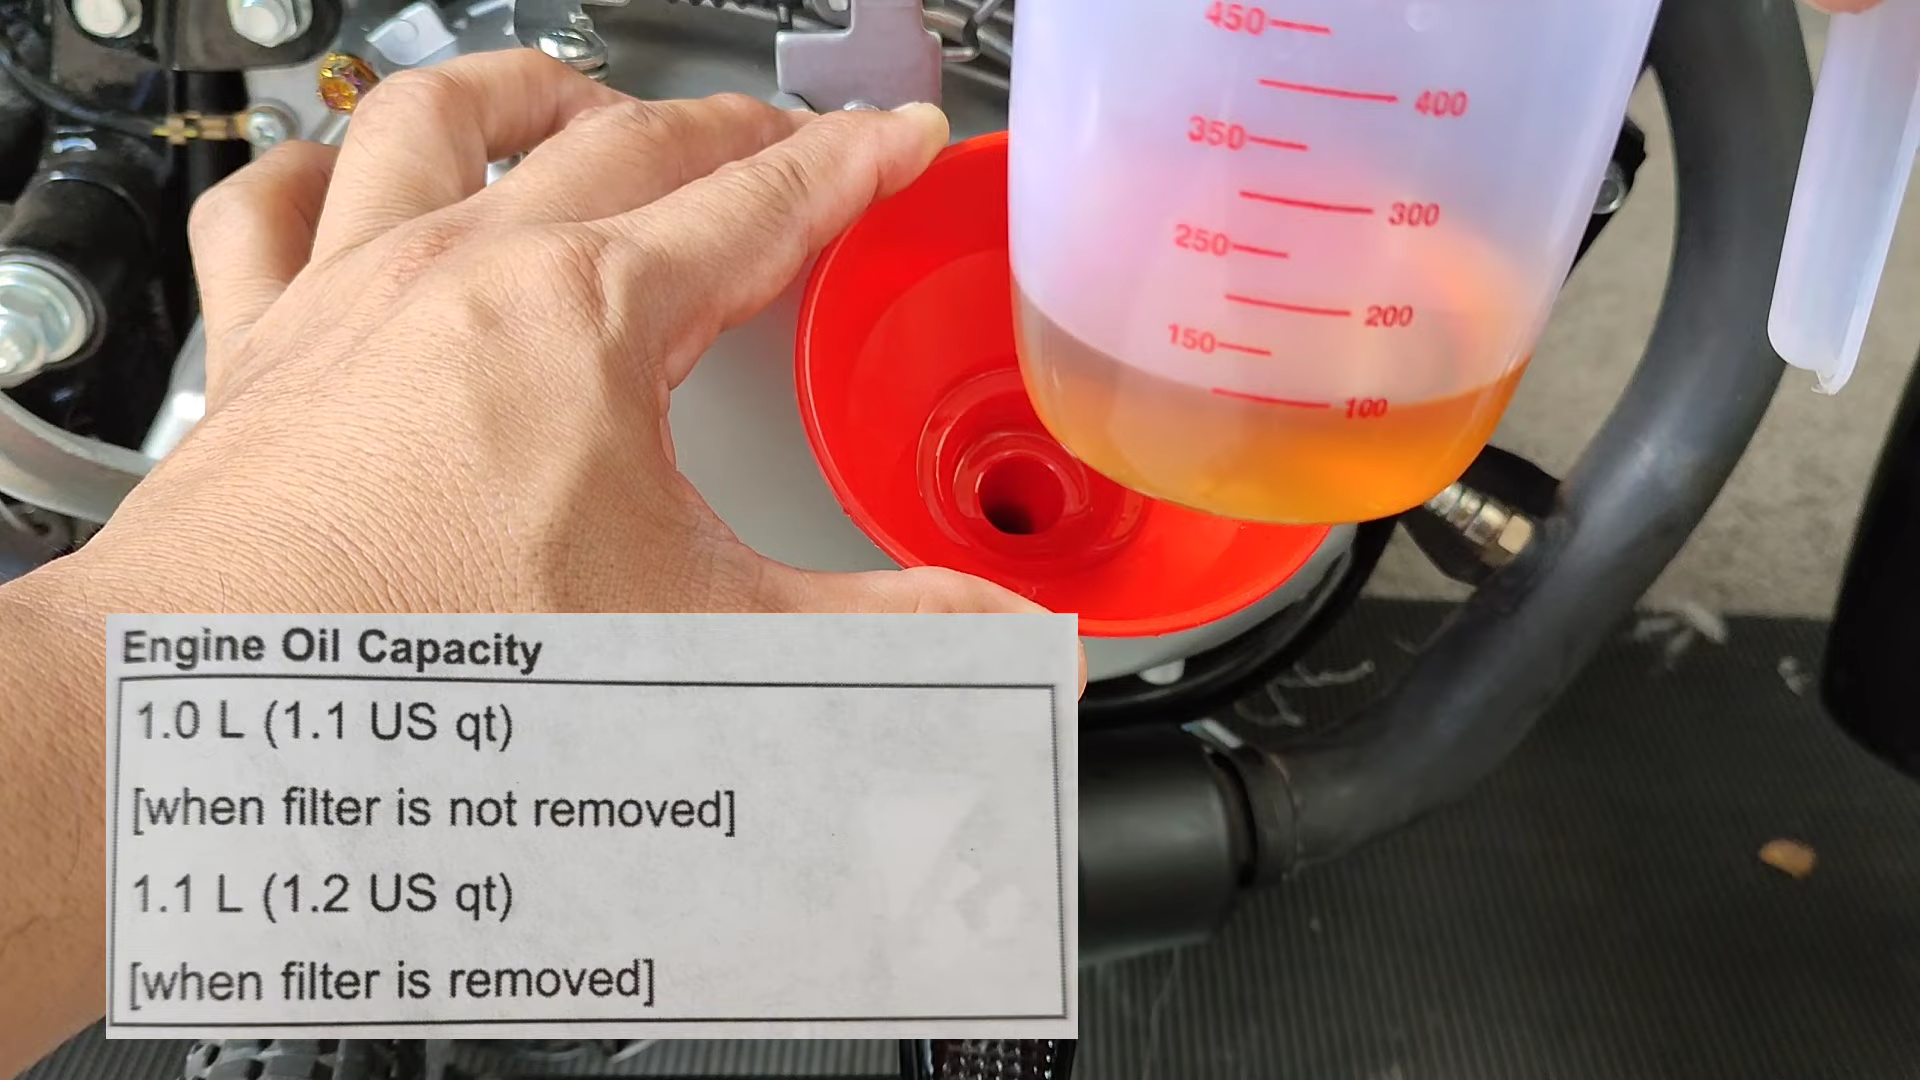 450
400
350
300
250
200
150
100
Engine Oil Capacity
1.0 L (1.1 US qt)
[when filter is not removed]
1.1 L (1.2 US qt)
[when filter is removed]